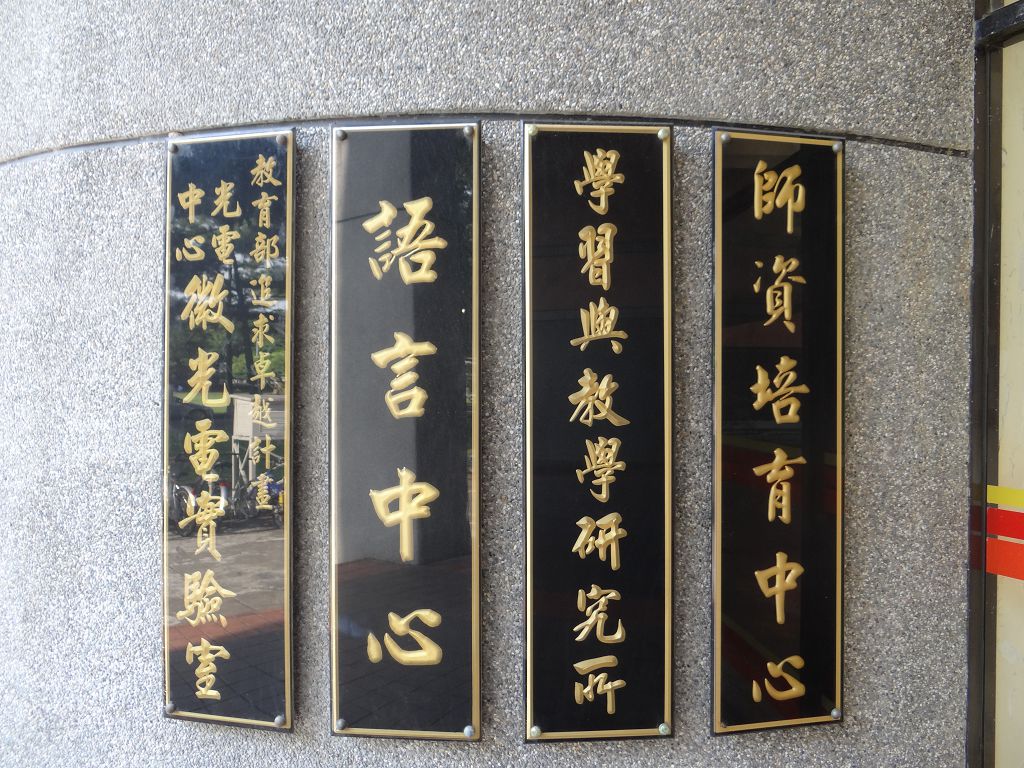 師資培育中心
學習與教學研究所
語言中心
教育部追求卓越計畫
光電
中心
微光電實驗室